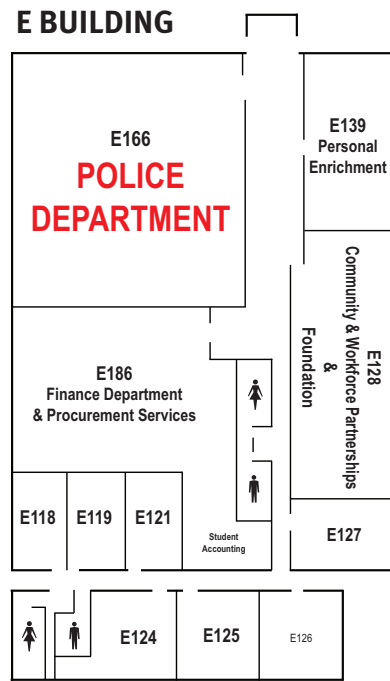 E BUILDING
E166
POLICE
DEPARTMENT
E139
Personal
Enrichment
E128
Community & Workforce Partnerships
&
Foundation
E186
Finance Department
& Procurement Services
E118
E119
E121
Student
Accounting
E127
E124
E125
E126